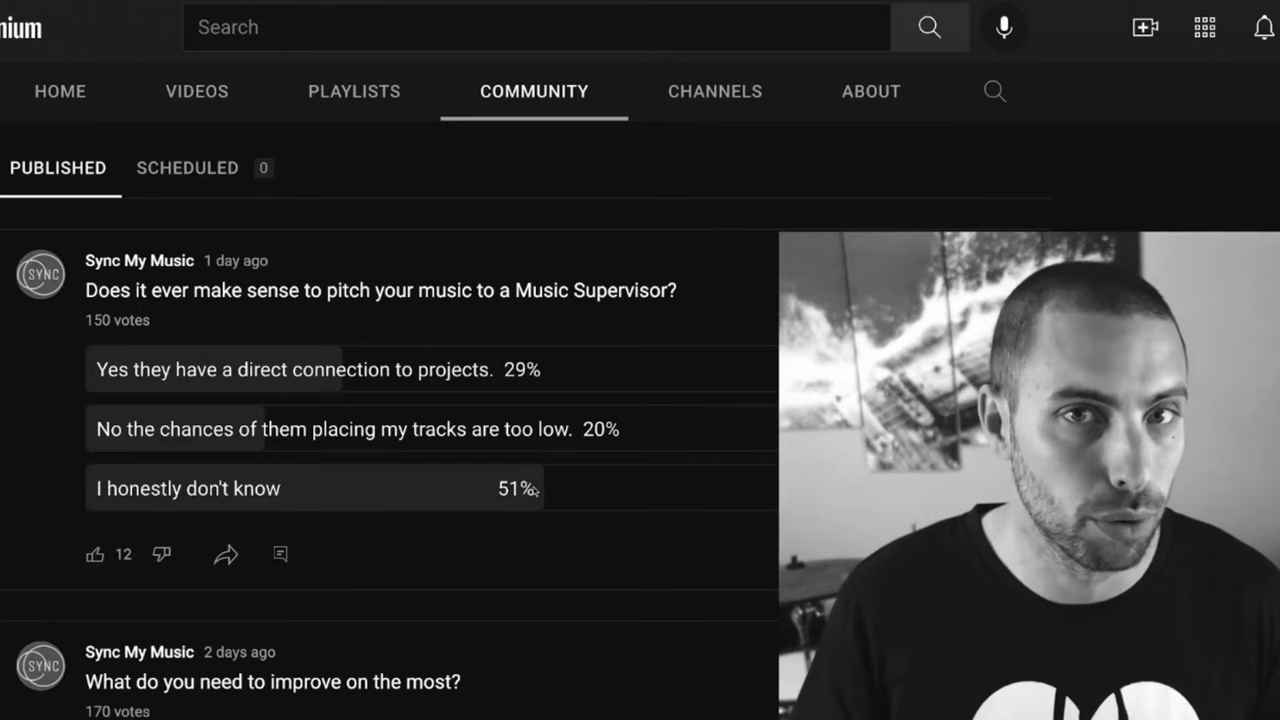 nium
Search
HOME VIDEOS PLAYLISTS COMMUNITY CHANNELS ABOUT
PUBLISHED SCHEDULED 0
SYNC
Sync My Music 1 day ago
Does it ever make sense to pitch your music to a Music Supervisor?
150 votes
Yes they have a direct connection to projects. 29%
No the chances of them placing my tracks are too low. 20%
I honestly don't know 51%
12
SYNC
Sync My Music 2 days ago
What do you need to improve on the most?
170 votes